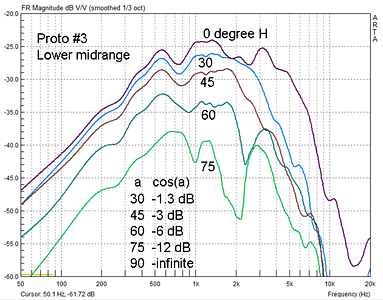 FR Magnitude dB V/V (smoothed 1/3 oct)
-20.0
-25.0
-30.0
-35.0
-40.0
-45.0
-50.0
-55.0
-60.0
Proto #3
Lower midrange
0 degree H
30
45
60
75
a cos(a)
30 -1.3 dB
45 -3 dB
60 -6 dB
75 -12 dB
90 -infinite
ARTA
50 100 200 500 1k 2k 5k 10k 20k
Cursor: 50.1 Hz, -61.72 dB Frequency (Hz)